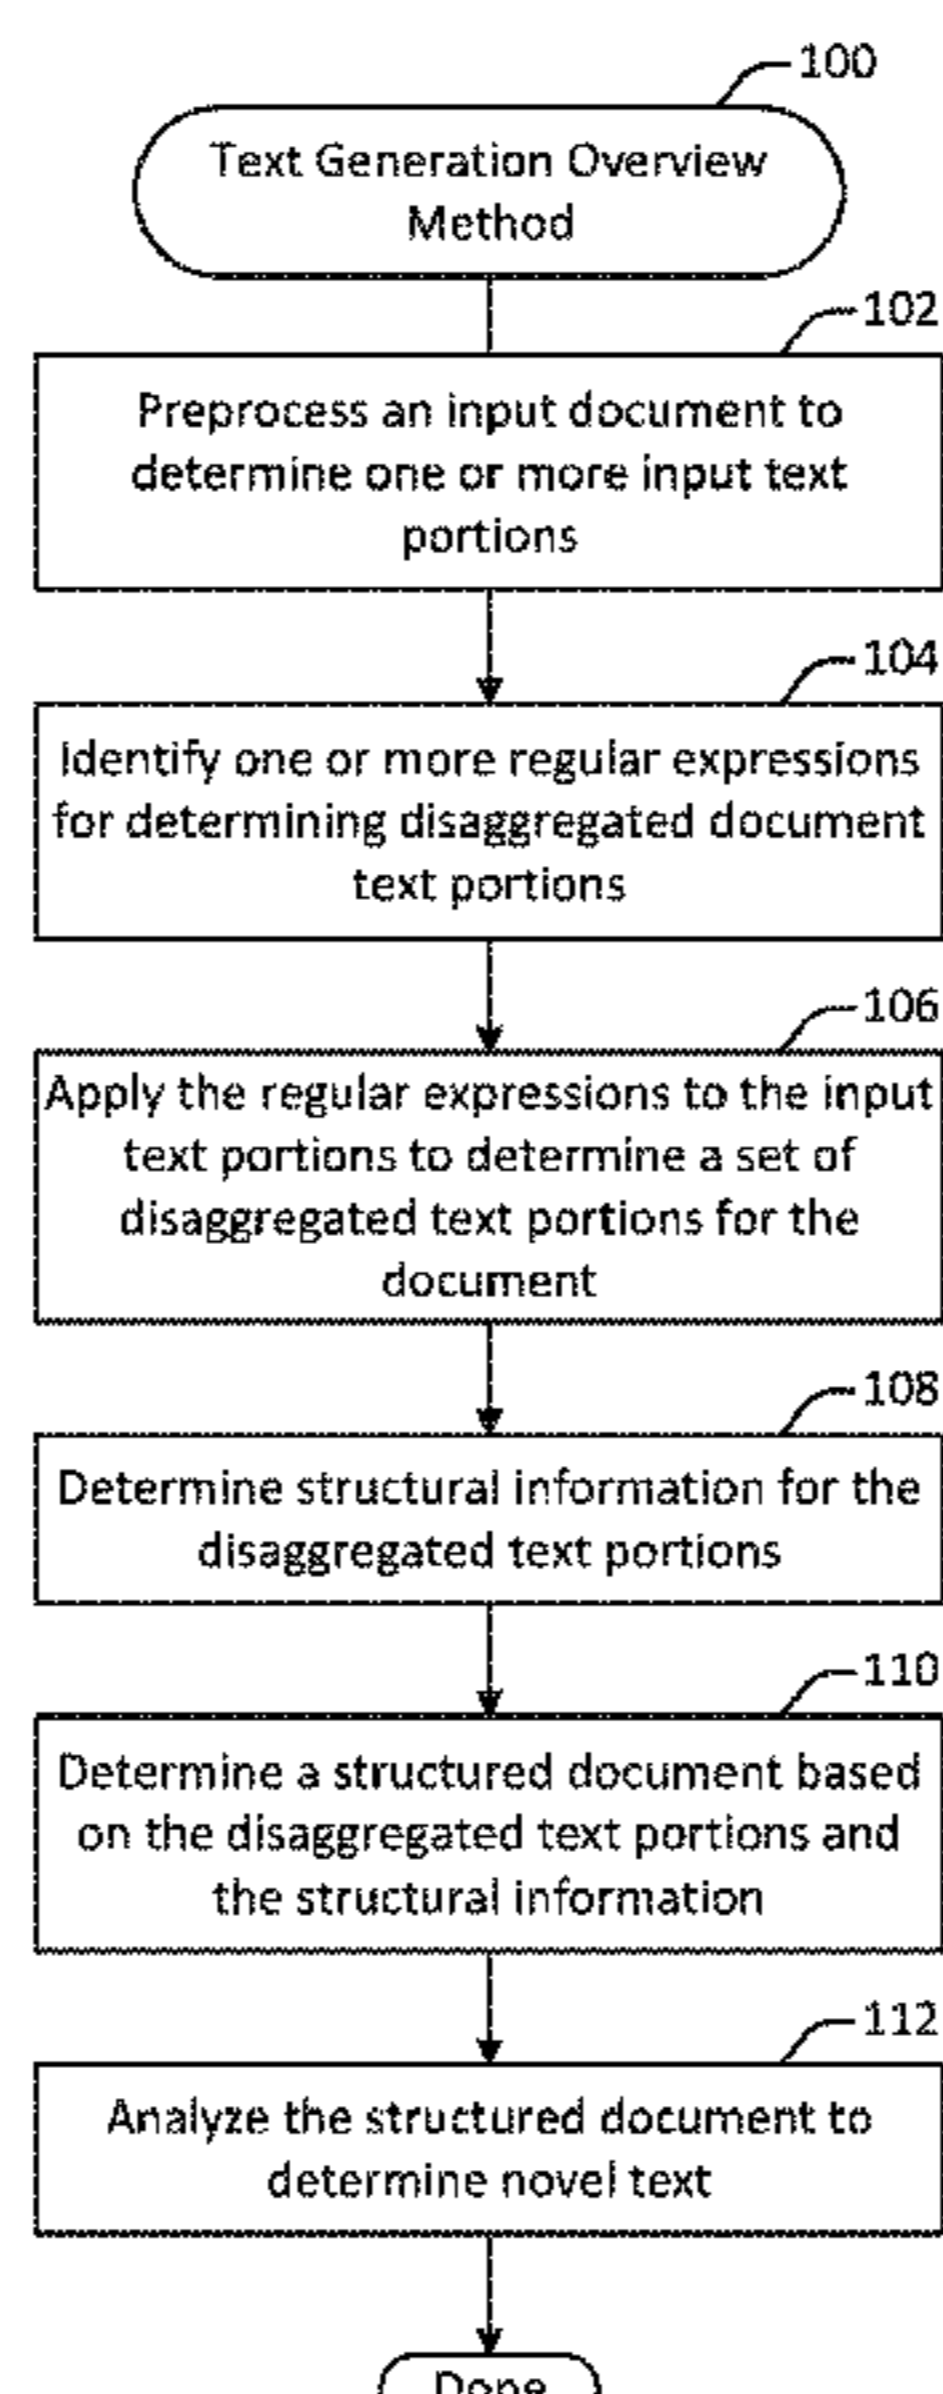 100
Text Generation Overview
Method
102
Preprocess an input document to
determine one or more input text
portions
104
Identify one or more regular expressions
for determining disaggregated document
text portions
106
Apply the regular expressions to the input
text portions to determine a set of
disaggregated text portions for the
document
108
Determine structural information for the
disaggregated text portions
110
Determine a structured document based
on the disaggregated text portions and
the structural information
112
Analyze the structured document to
determine novel text
Done